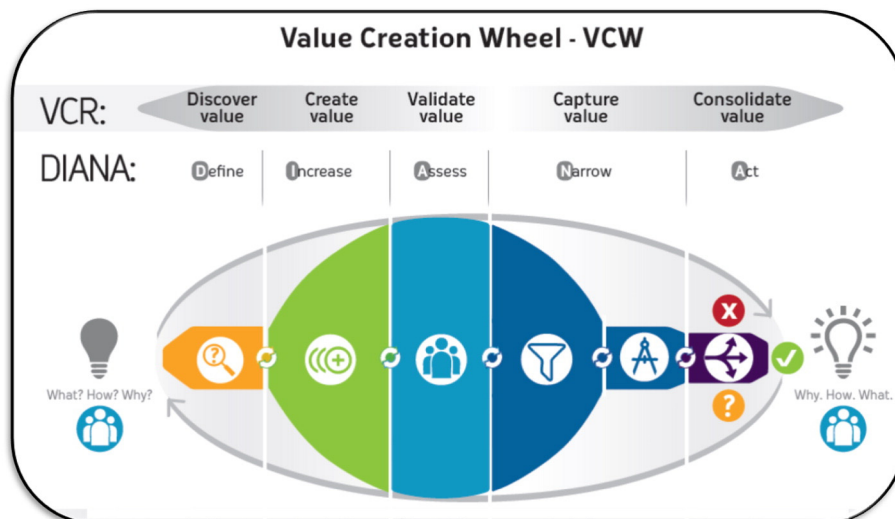 Value Creation Wheel - VCW
VCR:
Discover value
Create value
Validate value
Capture value
Consolidate value
DIANA:
Define
Increase
Assess
Narrow
Act
?
X
?
What? How? Why?
Why. How. What.